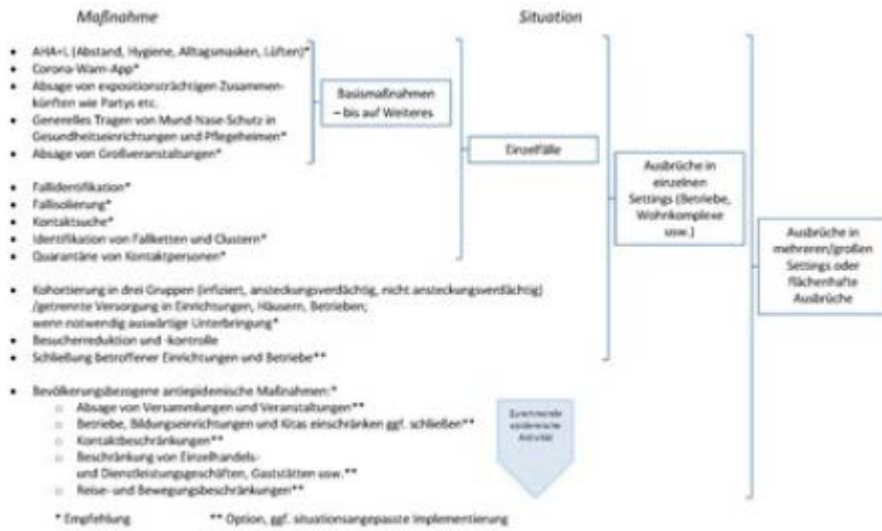 Maßnahme
Situation
• AHA+L (Abstand, Hygiene, Alltagsmasken, Lüften)*
• Corona-Warn-App*
• Absage von expositionsträchtigen Zusammen-
künften wie Partys etc.
• Generelles Tragen von Mund-Nase-Schutz in
Gesundheitseinrichtungen und Pflegeheimen*
• Absage von Großveranstaltungen*
Basismaßnahmen
– bis auf Weiteres
Einzelfälle
• Fallidentifikation*
• Fallisolierung*
• Kontaktsuche*
• Identifikation von Fallketten und Clustern*
• Quarantäne von Kontaktpersonen*
Ausbrüche in
einzelnen
Settings (Betriebe,
Wohnkomplexe
usw.)
Ausbrüche in
mehreren/großen
Settings oder
flächenhafte
Ausbrüche
• Kohortierung in drei Gruppen (infiziert, ansteckungsverdächtig, nicht ansteckungsverdächtig)
/getrennte Versorgung in Einrichtungen, Häusern, Betrieben;
wenn notwendig auswärtige Unterbringung*
• Besucherreduktion und -kontrolle
• Schließung betroffener Einrichtungen und Betriebe**
• Bevölkerungsbezogene antiepidemische Maßnahmen:*
o Absage von Versammlungen und Veranstaltungen**
o Betriebe, Bildungseinrichtungen und Kitas einschränken ggf. schließen**
o Kontaktbeschränkungen**
o Beschränkung von Einzelhandels-
und Dienstleistungsgeschäften, Gaststätten usw.**
o Reise- und Bewegungsbeschränkungen**
Zunehmende
epidemische
Aktivität
* Empfehlung
** Option, ggf. situationsangepasste Implementierung